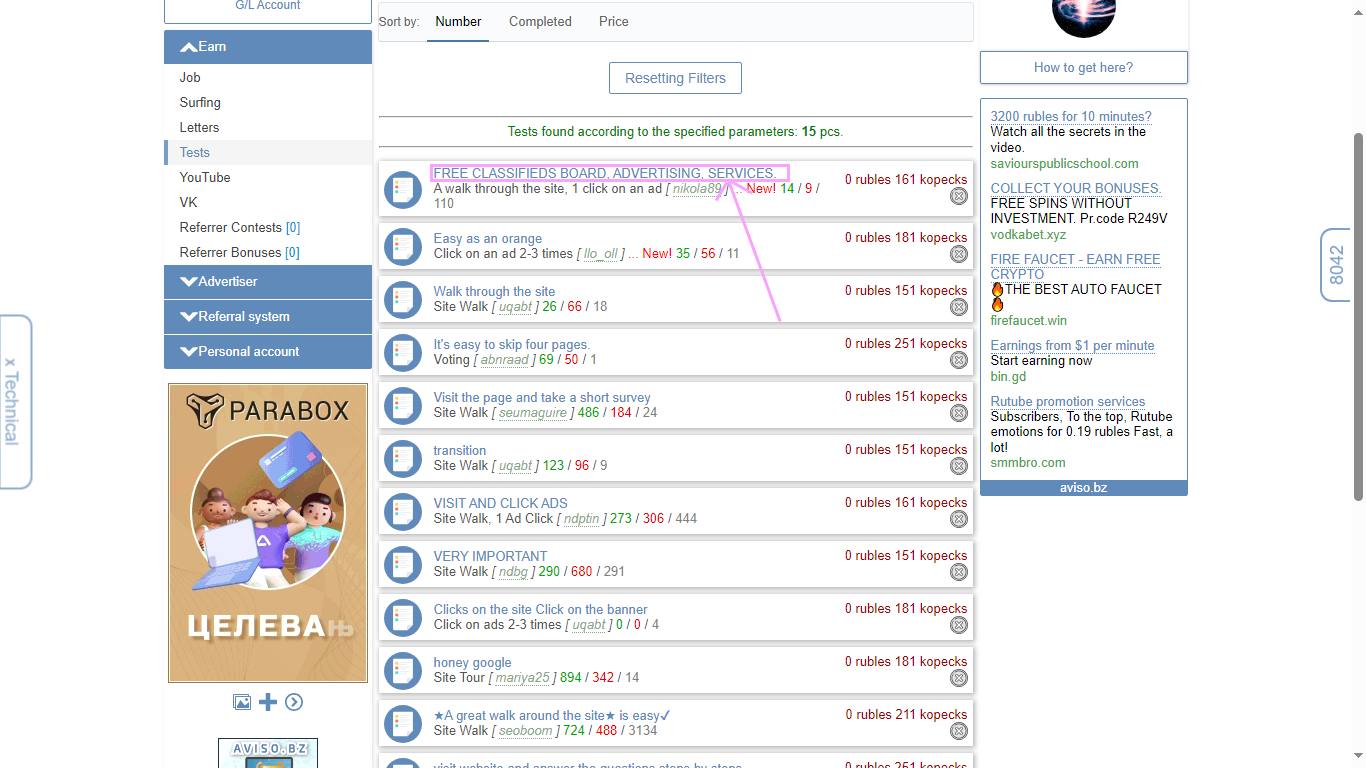 G/L Account
Earn
Job
Surfing
Letters
Tests
YouTube
VK
Referrer Contests [0]
Referrer Bonuses [0]
Advertiser
Referral system
Personal account
x Technical
PARABOX
ЦЕЛЕВАНЬ
AVISO.BZ
Sort by: Number Completed Price
Resetting Filters
Tests found according to the specified parameters: 15 pcs.
FREE CLASSIFIEDS BOARD, ADVERTISING, SERVICES.
A walk through the site, 1 click on an ad [ nikola89 ] ... New! 14 / 9 /
110
0 rubles 161 kopecks
Easy as an orange
Click on an ad 2-3 times [ llo_oll ] ... New! 35 / 56 / 11
0 rubles 181 kopecks
Walk through the site
Site Walk [ uqabt ] 26 / 66 / 18
0 rubles 151 kopecks
It's easy to skip four pages.
Voting [ abnraad ] 69 / 50 / 1
0 rubles 251 kopecks
Visit the page and take a short survey
Site Walk [ seumaguire ] 486 / 184 / 24
0 rubles 151 kopecks
transition
Site Walk [ uqabt ] 123 / 96 / 9
0 rubles 151 kopecks
VISIT AND CLICK ADS
Site Walk, 1 Ad Click [ ndptin ] 273 / 306 / 444
0 rubles 161 kopecks
VERY IMPORTANT
Site Walk [ ndbg ] 290 / 680 / 291
0 rubles 151 kopecks
Clicks on the site Click on the banner
Click on ads 2-3 times [ uqabt ] 0 / 0 / 4
0 rubles 181 kopecks
honey google
Site Tour [ mariya25 ] 894 / 342 / 14
0 rubles 181 kopecks
★A great walk around the site★ is easy✓
Site Walk [ seoboom ] 724 / 488 / 3134
0 rubles 211 kopecks
visit website and answer the questions steps by steps
0 rubles 251 kopecks
How to get here?
3200 rubles for 10 minutes?
Watch all the secrets in the
video.
saviourspublicschool.com
COLLECT YOUR BONUSES.
FREE SPINS WITHOUT
INVESTMENT. Pr.code R249V
vodkabet.xyz
FIRE FAUCET - EARN FREE
CRYPTO
🔥THE BEST AUTO FAUCET
🔥
firefaucet.win
Earnings from $1 per minute
Start earning now
bin.gd
Rutube promotion services
Subscribers, To the top, Rutube
emotions for 0.19 rubles Fast, a
lot!
smmbro.com
aviso.bz
8042